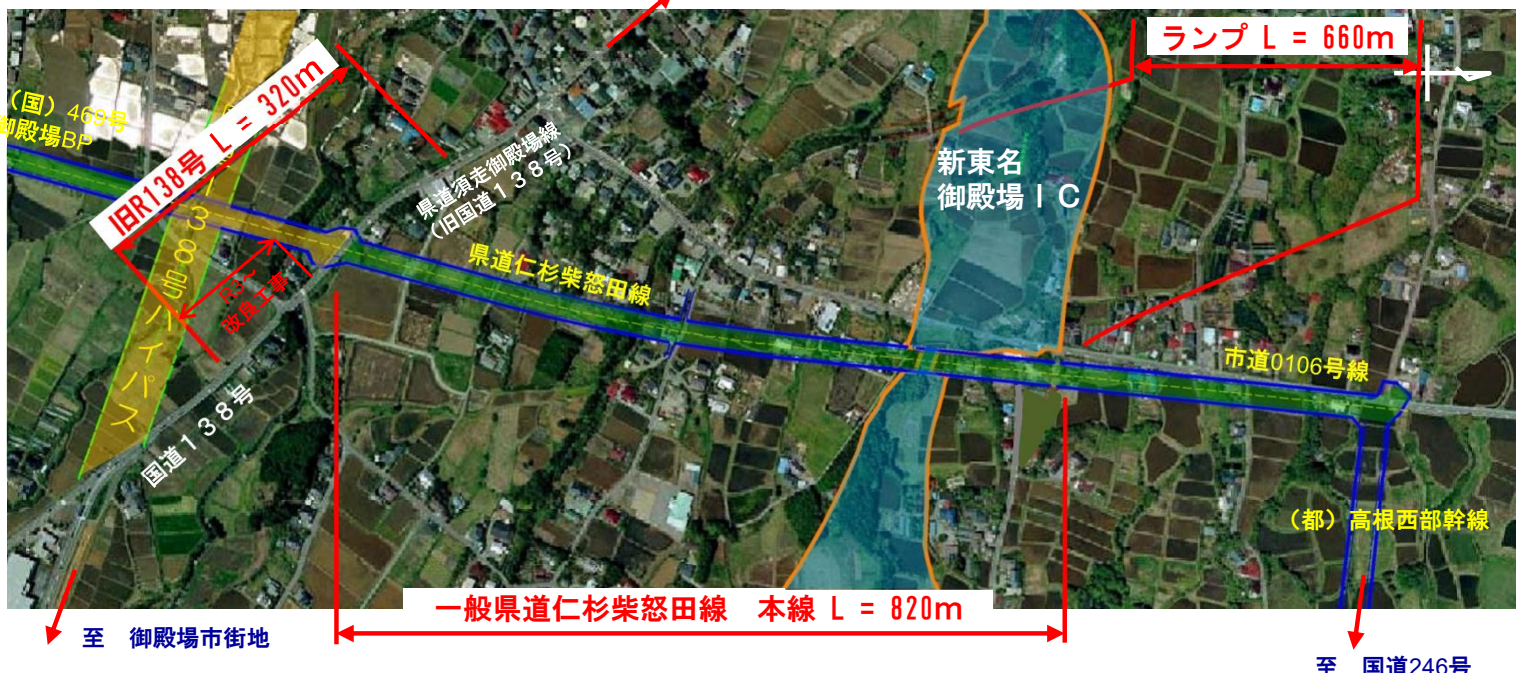 ランプ L = 660m
旧R138号 L = 320m
（国）469号
御殿場BP
県道須走御殿場線
（旧国道１３８号）
新東名
御殿場ＩＣ
３８号バイパス
R3～
改良工事
県道仁杉柴怒田線
市道0106号線
国道１３８号
（都）高根西部幹線
一般県道仁杉柴怒田線　本線 L = 820m
至　御殿場市街地
至　国道246号